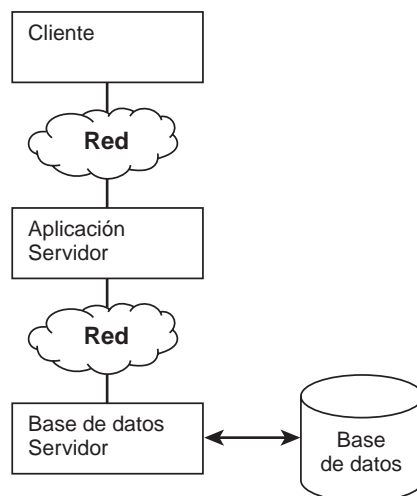 Cliente
Red
Aplicación
Servidor
Red
Base de datos
Servidor
Base
de datos